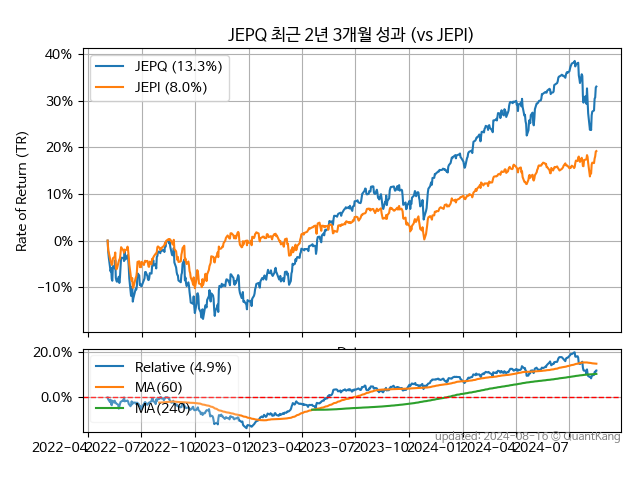 JEPQ 최근 2년 3개월 성과 (vs JEPI)
40%
30%
20%
10%
0%
−10%
Rate of Return (TR)
JEPQ (13.3%)
JEPI (8.0%)
20.0%
0.0%
Relative (4.9%)
MA(60)
MA(240)
2022-04 2022-07 2022-10 2023-01 2023-04 2023-07 2023-10 2024-01 2024-04 2024-07
updated: 2024-08-16 © QuantKang